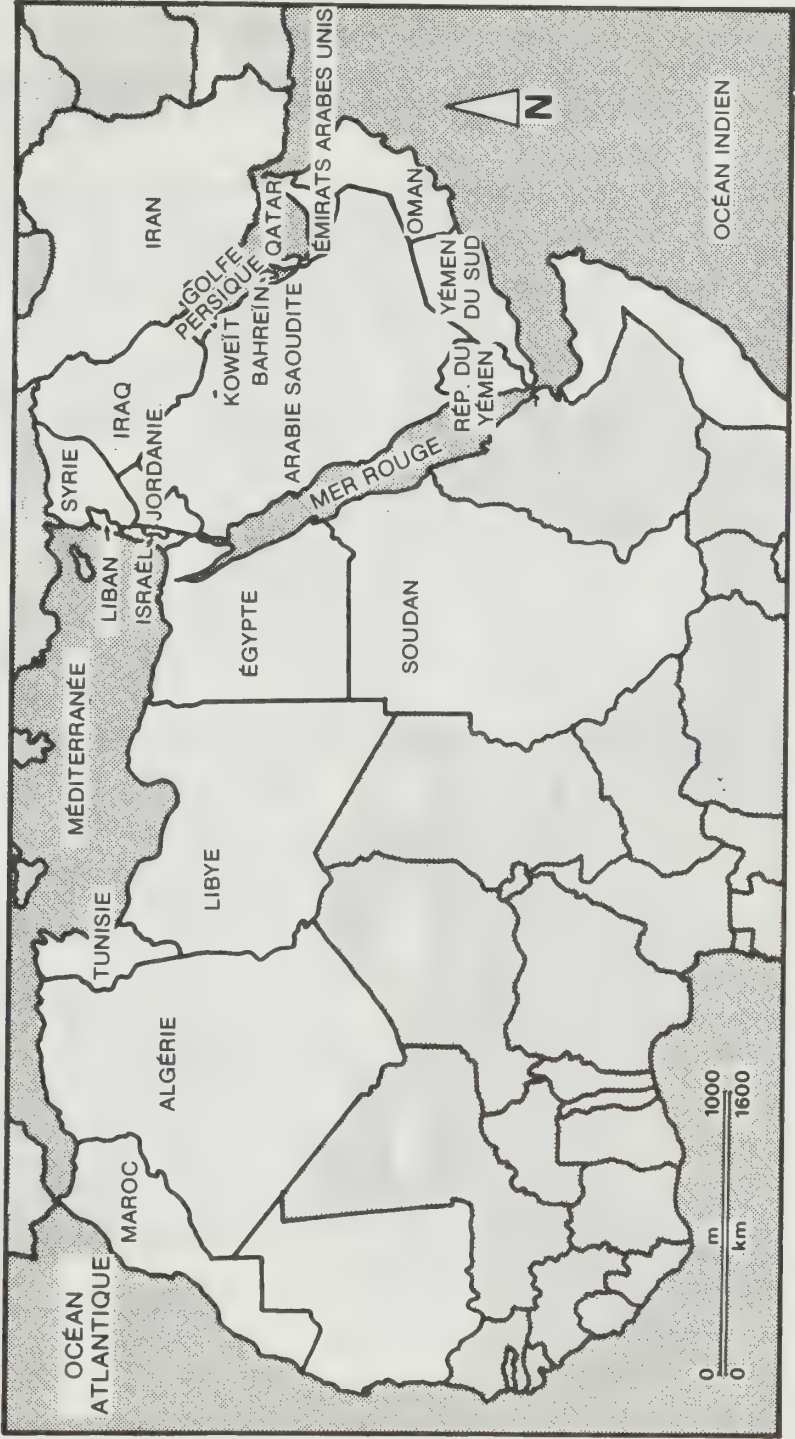 OCÉAN
ATLANTIQUE
MÉDITERRANÉE
MAROC
ALGÉRIE
TUNISIE
LIBYE
ÉGYPTE
SOUDAN
LIBAN
ISRAËL
SYRIE
JORDANIE
IRAQ
IRAN
GOLFE
PERSIQUE
KOWEÏT
BAHREÏN
QATAR
ÉMIRATS ARABES UNIS
ARABIE SAOUDITE
MER ROUGE
RÉP. DU
YÉMEN
YÉMEN
DU SUD
OMAN
N
OCÉAN INDIEN
0 m 1000
0 km 1600